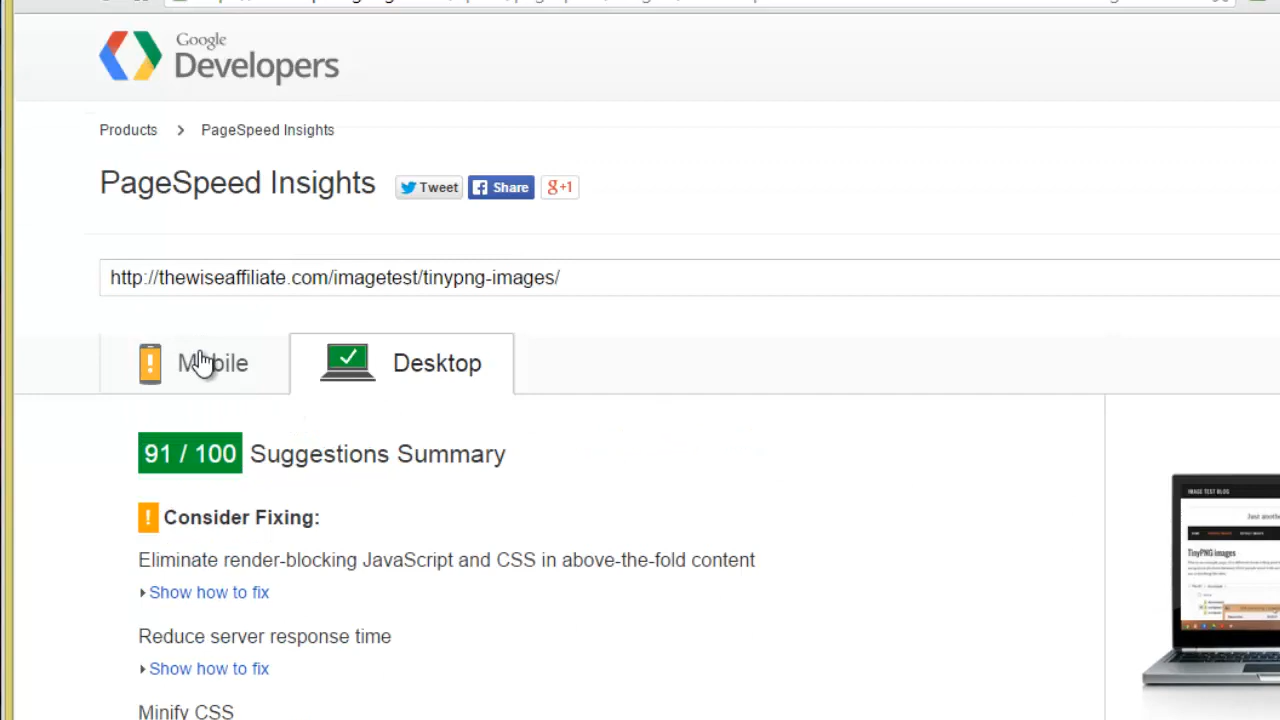 Google
Developers
Products > PageSpeed Insights
PageSpeed Insights
Tweet
Share
g+1
http://thewiseaffiliate.com/imagetest/tinypng-images/
Mobile
Desktop
91 / 100 Suggestions Summary
! Consider Fixing:
Eliminate render-blocking JavaScript and CSS in above-the-fold content
Show how to fix
Reduce server response time
Show how to fix
Minify CSS
IMAGE TEST BLOG
TinyPNG images